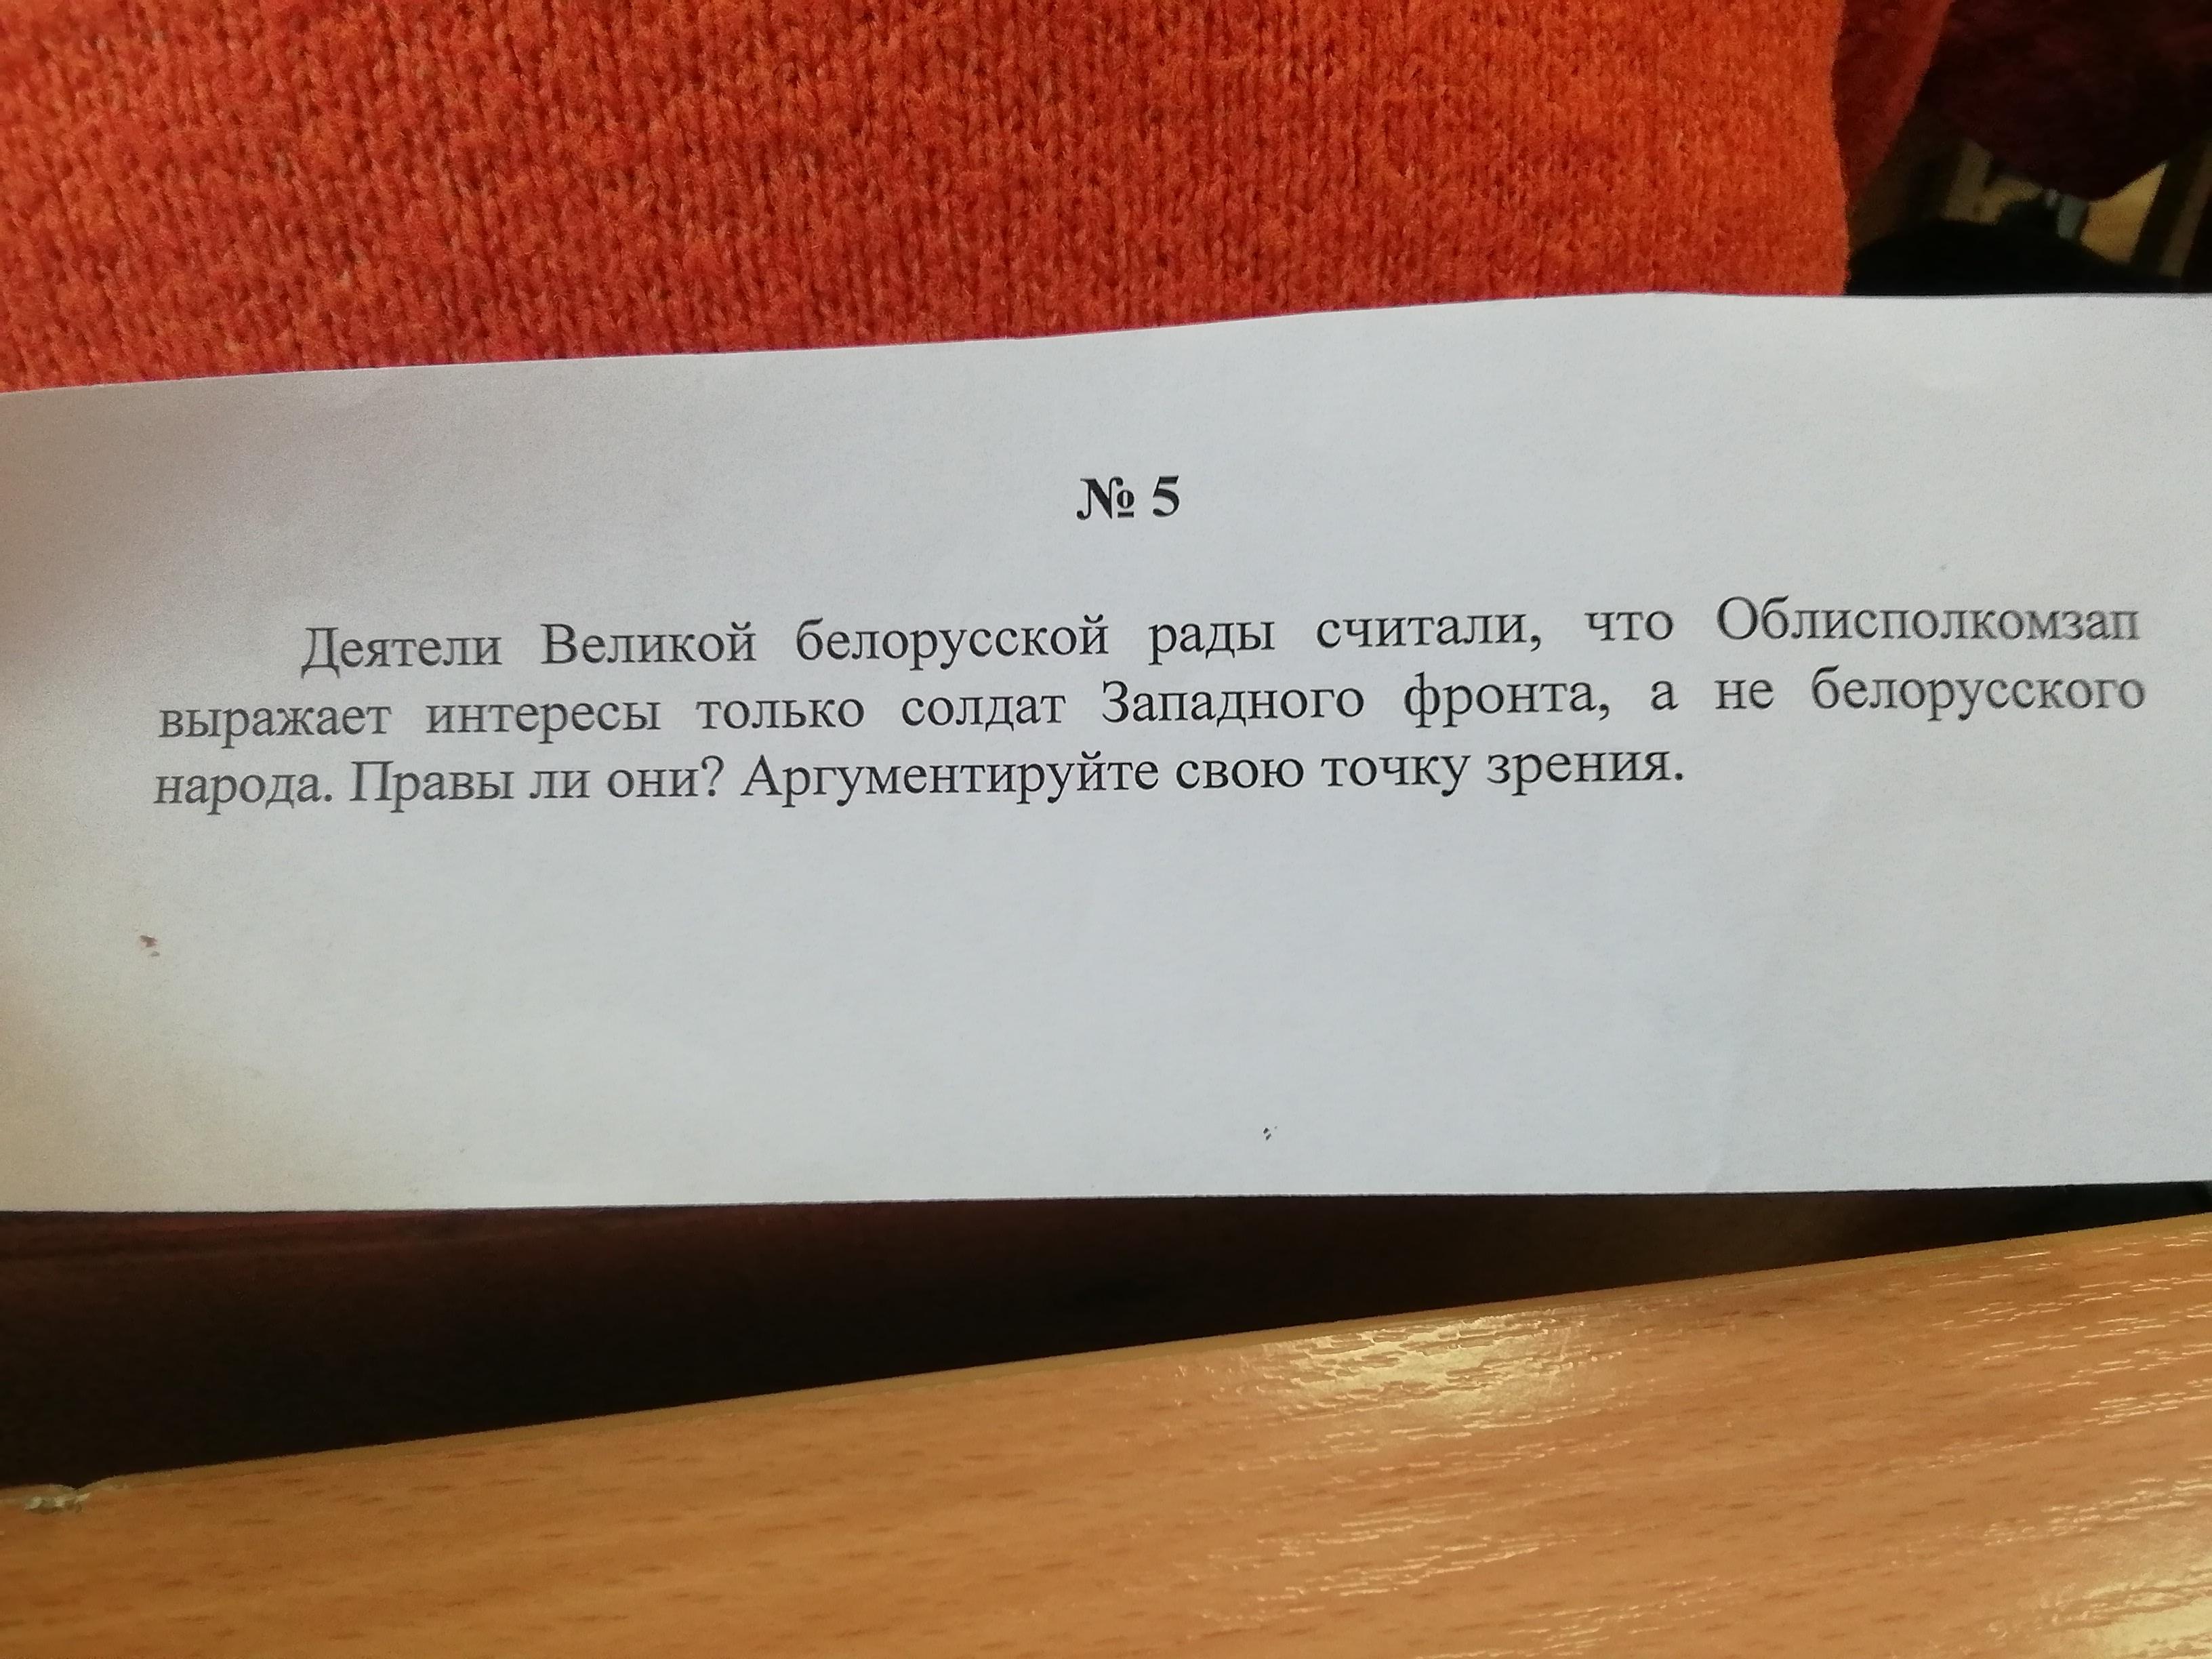 № 5
Деятели Великой белорусской рады считали, что Облисполкомзап
выражает интересы только солдат Западного фронта, а не белорусского
народа. Правы ли они? Аргументируйте свою точку зрения.